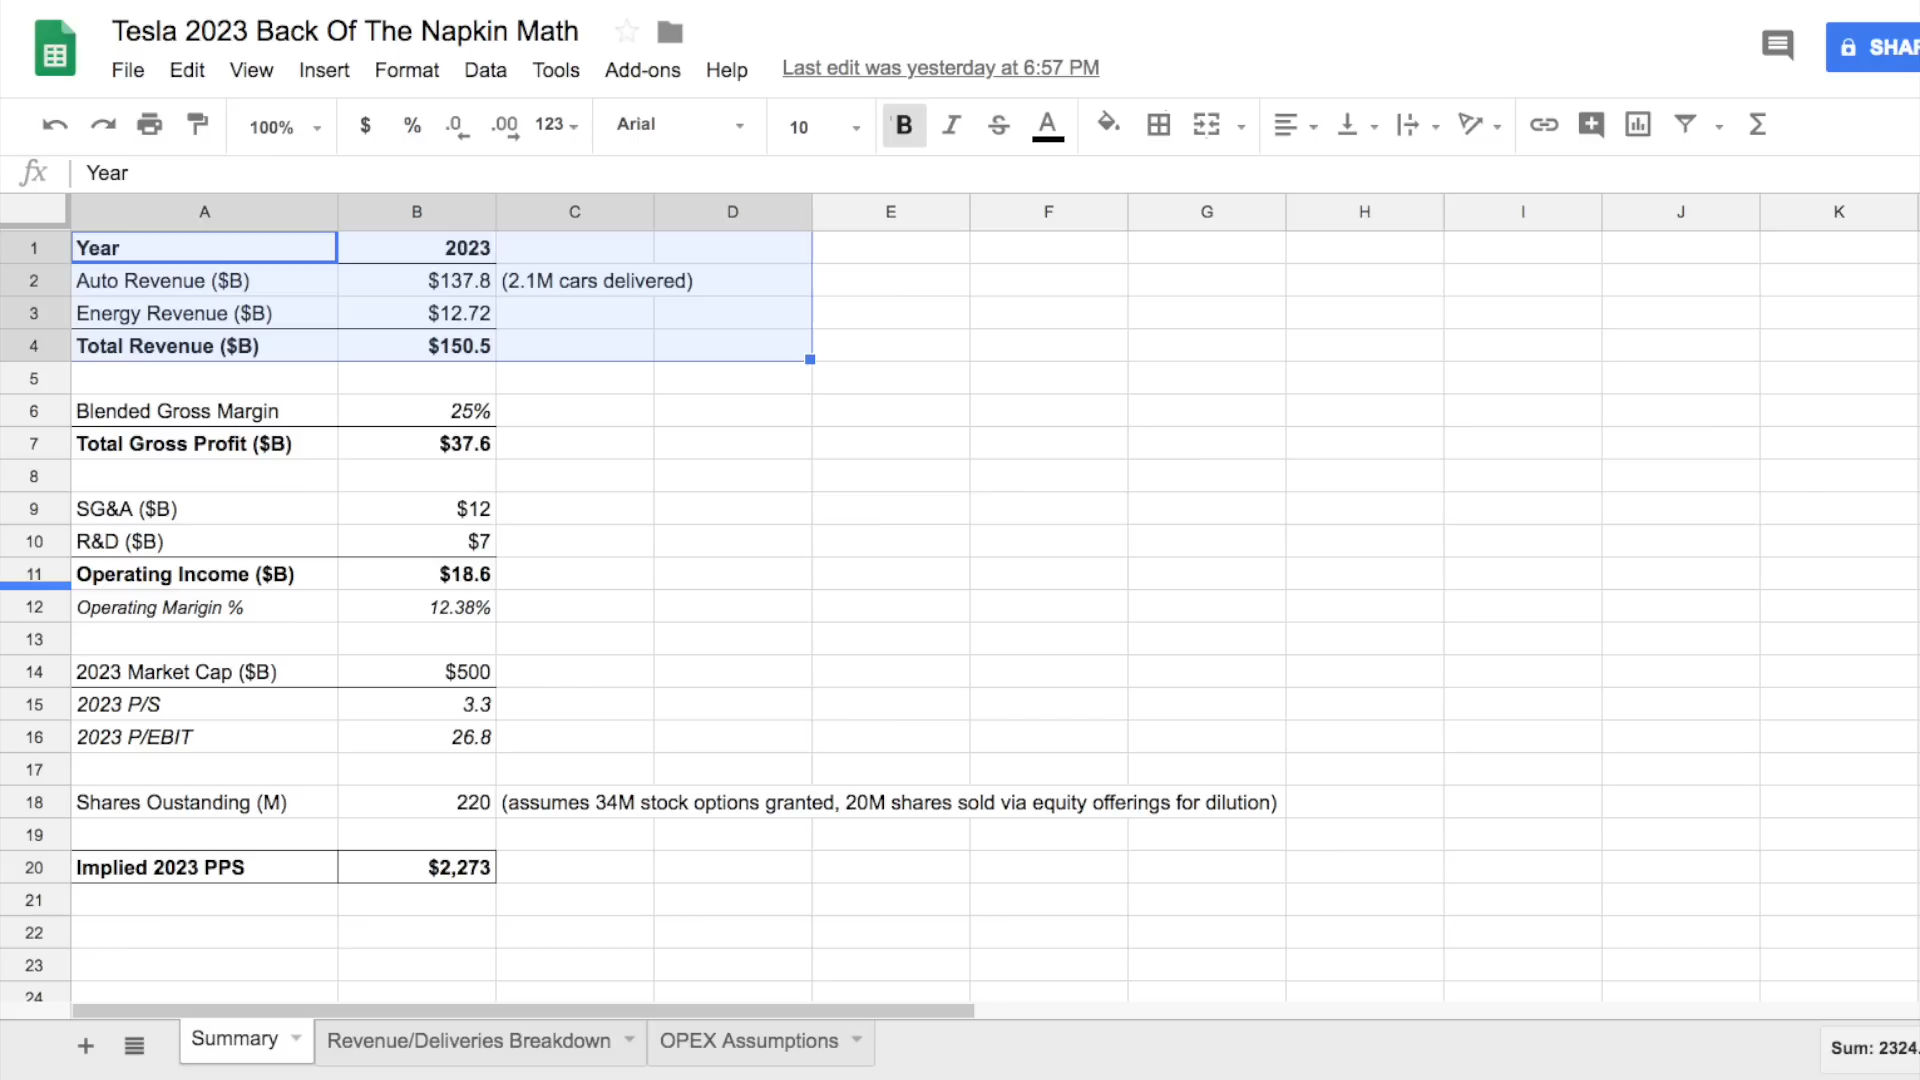 Tesla 2023 Back Of The Napkin Math
File Edit View Insert Format Data Tools Add-ons Help Last edit was yesterday at 6:57 PM
100% $ % .0 .00 123 Arial 10 B I S A Σ
fx Year
A B C D E F G H I J K
1 Year 2023
2 Auto Revenue ($B) $137.8 (2.1M cars delivered)
3 Energy Revenue ($B) $12.72
4 Total Revenue ($B) $150.5
5
6 Blended Gross Margin 25%
7 Total Gross Profit ($B) $37.6
8
9 SG&A ($B) $12
10 R&D ($B) $7
11 Operating Income ($B) $18.6
12 Operating Marigin % 12.38%
13
14 2023 Market Cap ($B) $500
15 2023 P/S 3.3
16 2023 P/EBIT 26.8
17
18 Shares Oustanding (M) 220 (assumes 34M stock options granted, 20M shares sold via equity offerings for dilution)
19
20 Implied 2023 PPS $2,273
21
22
23
24
Summary Revenue/Deliveries Breakdown OPEX Assumptions Sum: 2324.